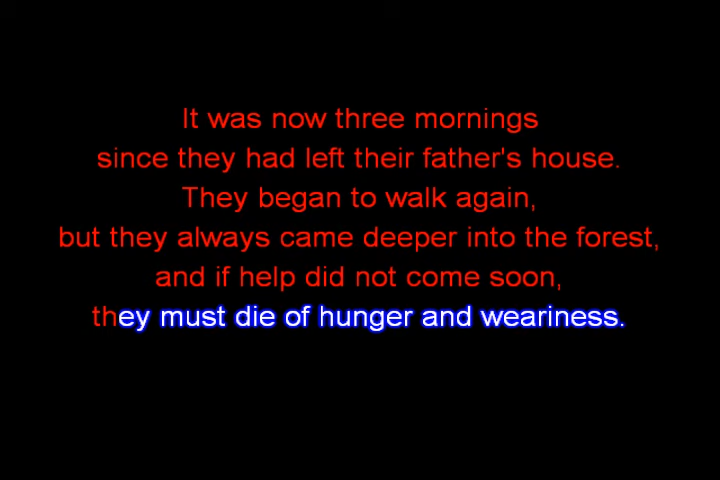 It was now three mornings
since they had left their father's house.
They began to walk again,
but they always came deeper into the forest,
and if help did not come soon,
they must die of hunger and weariness.